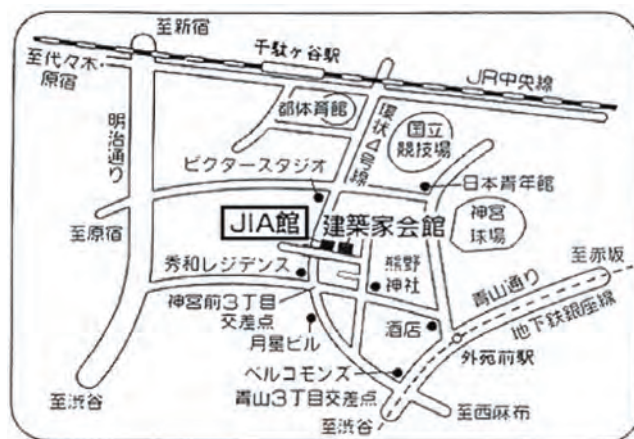 至新宿
千駄ヶ谷駅
至代々木・
原宿
JR中央線
都体育館
環状4号線
国立
競技場
明治通り
ビクタースタジオ
日本青年館
JIA館
建築家会館
神宮
球場
至原宿
至赤坂
秀和レジデンス
熊野
神社
青山通り
神宮前3丁目
交差点
地下鉄銀座線
酒店
月星ビル
外苑前駅
ベルコモンズ
青山3丁目交差点
至西麻布
至渋谷
至渋谷